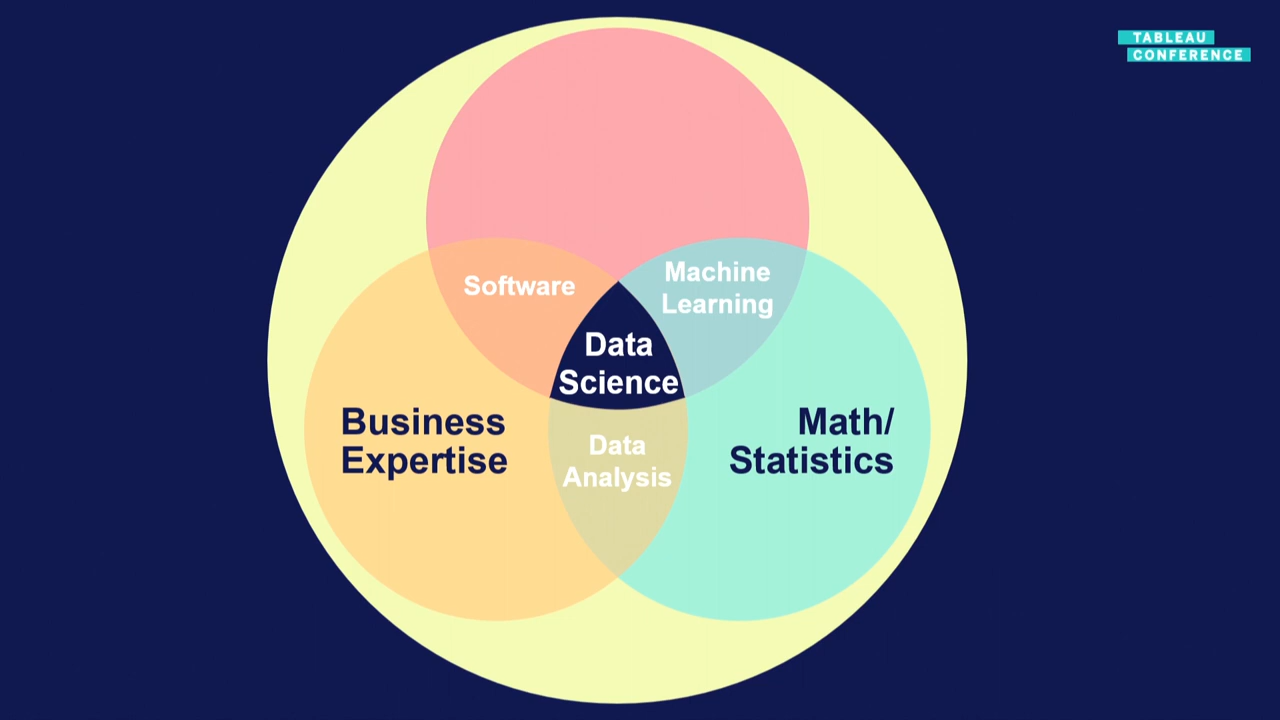 TABLEAU
CONFERENCE
Software
Machine
Learning
Data
Science
Business
Expertise
Math/
Statistics
Data
Analysis